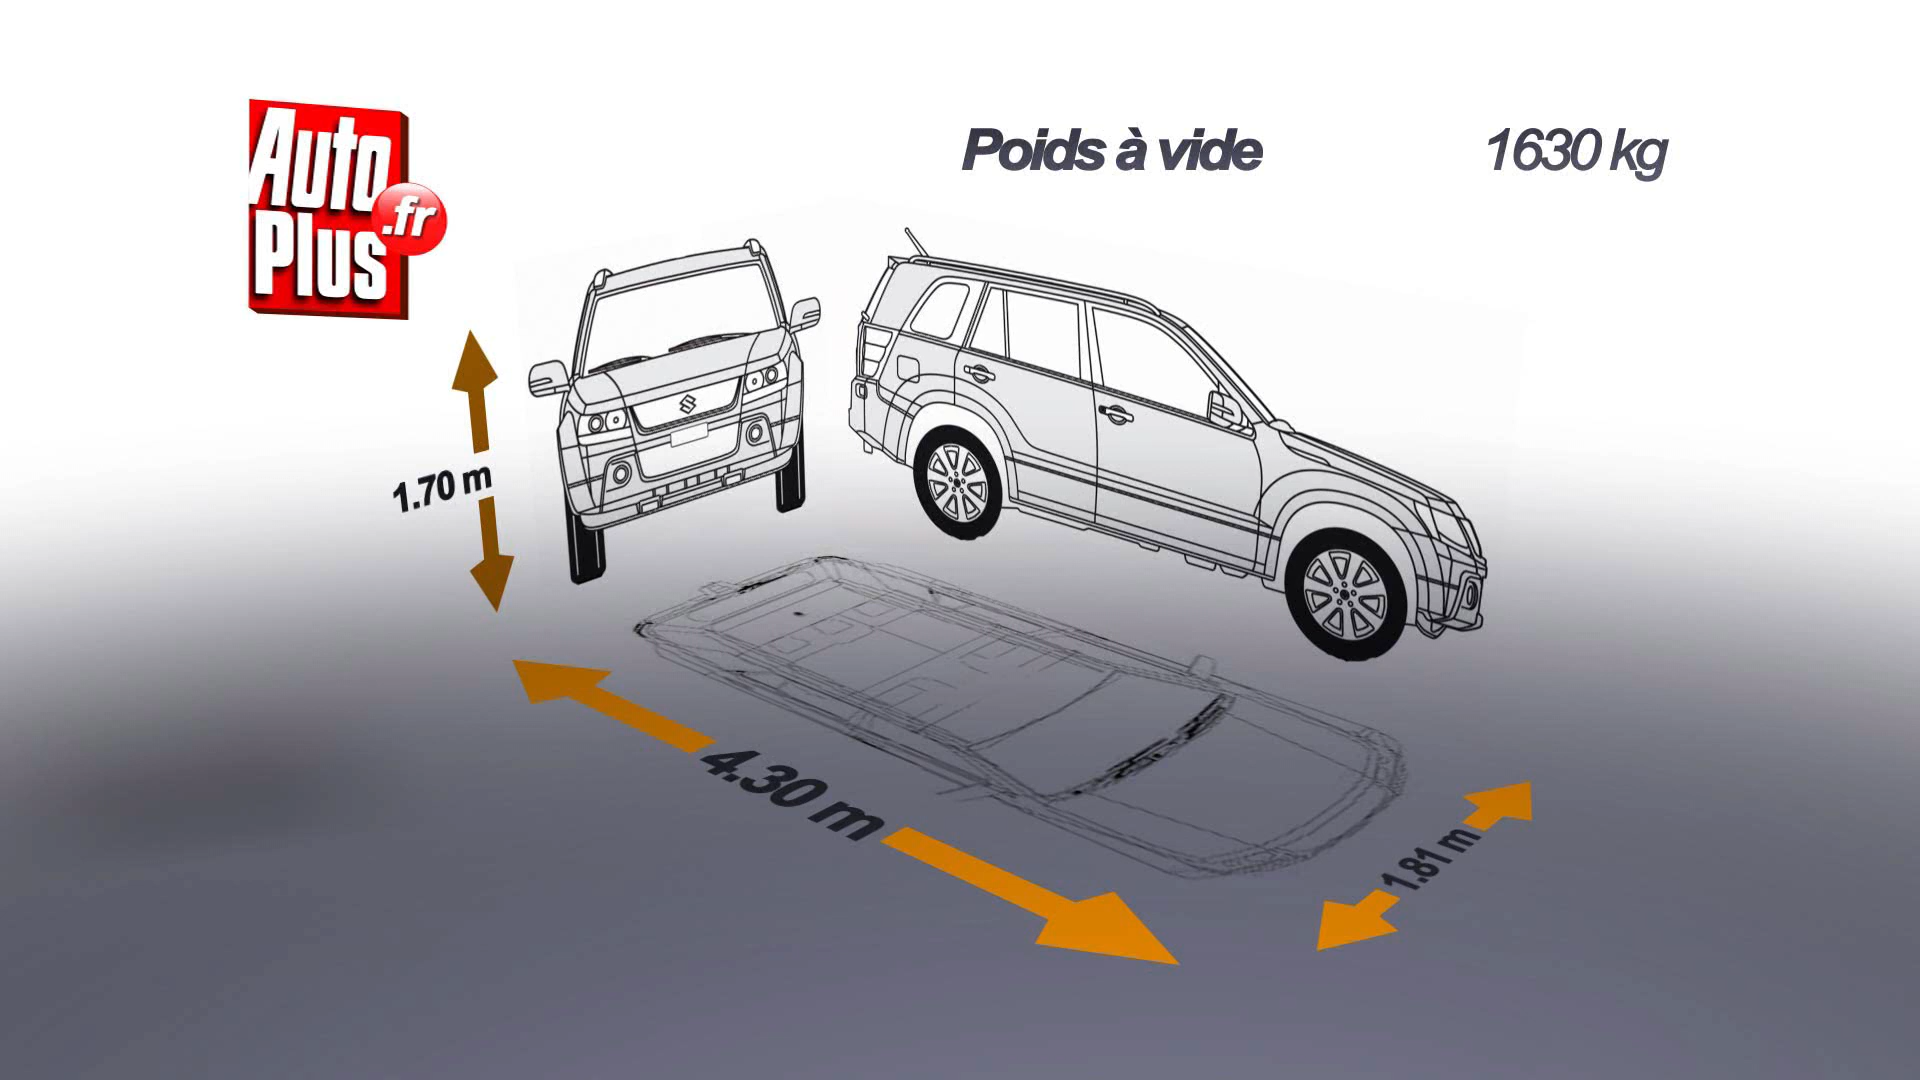 Auto
Plus
.fr
Poids à vide 1630 kg
1.70 m
4.30 m
1.81 m